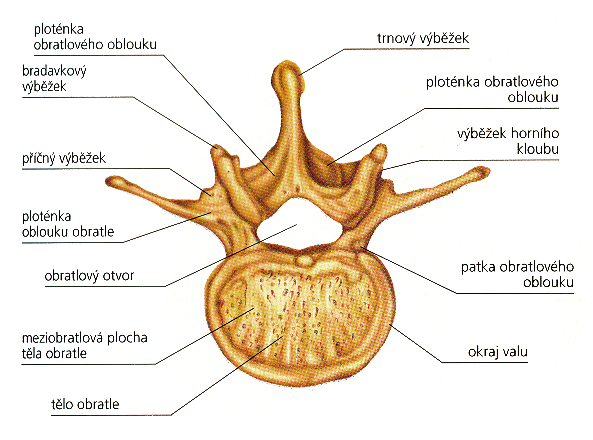 ploténka
obratlového oblouku
bradavkový
výběžek
příčný výběžek
ploténka
oblouku obratle
obratlový otvor
meziobratlová plocha
těla obratle
tělo obratle
trnový výběžek
ploténka obratlového
oblouku
výběžek horního
kloubu
patka obratlového
oblouku
okraj valu